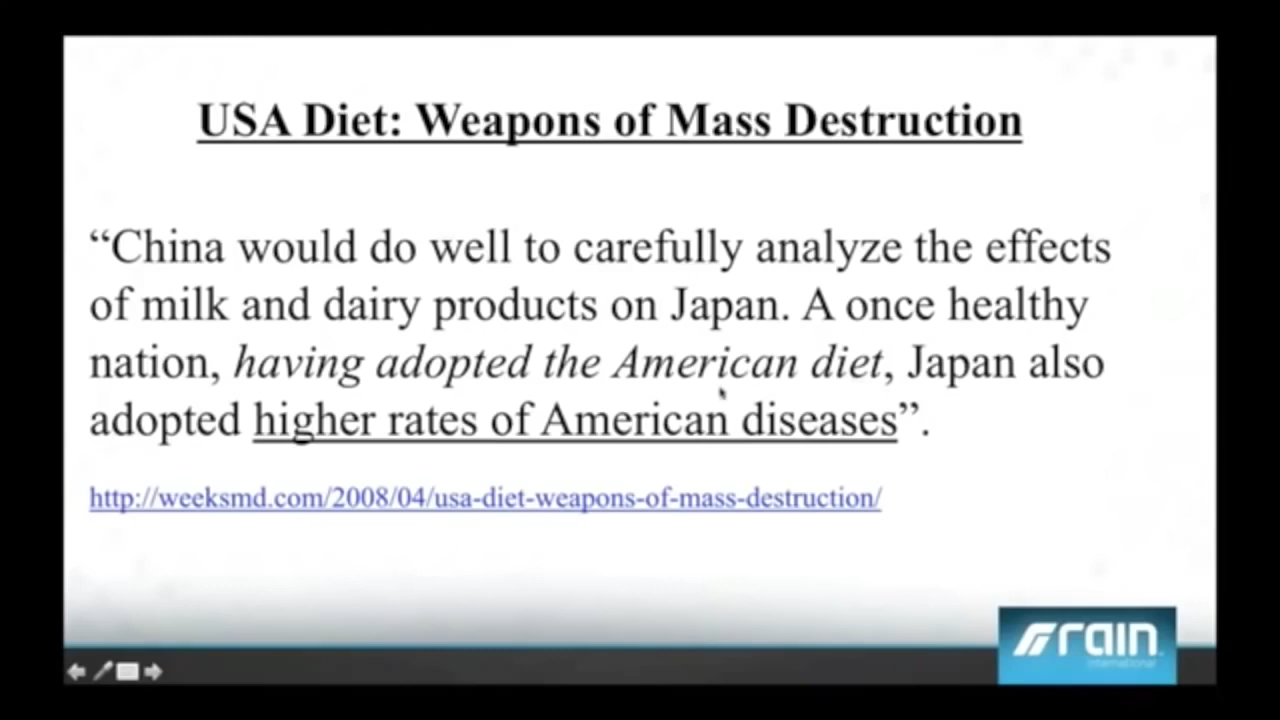 USA Diet: Weapons of Mass Destruction
“China would do well to carefully analyze the effects
of milk and dairy products on Japan. A once healthy
nation, having adopted the American diet, Japan also
adopted higher rates of American diseases”.
http://weeksmd.com/2008/04/usa-diet-weapons-of-mass-destruction/
rain
international